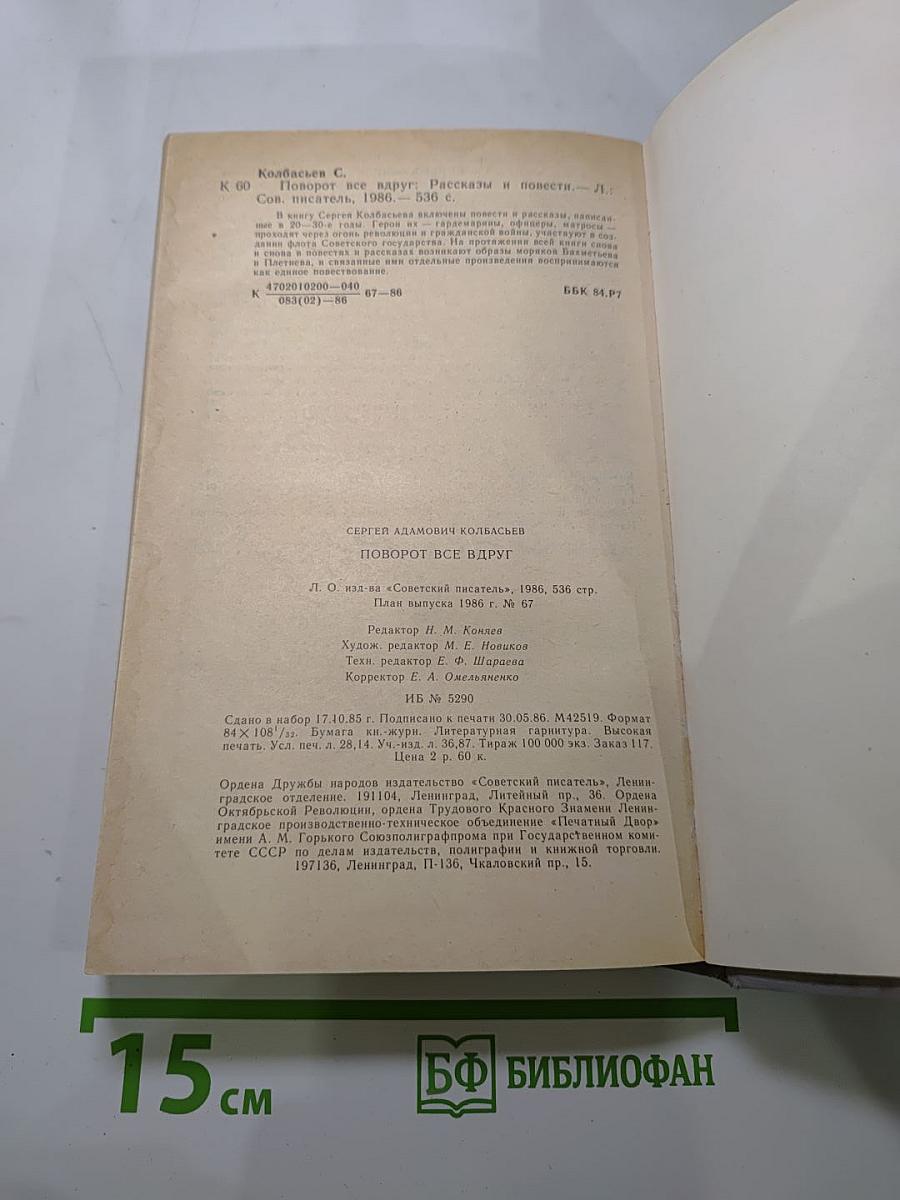 Колбасьев С.
К 60 Поворот все вдруг: Рассказы и повести.— Л.:
Сов. писатель, 1986.— 536 с.
В книгу Сергея Колбасьева включены повести и рассказы, написан-
ные в 20—30-е годы. Герои их — гардемарины, офицеры, матросы —
проходят через огонь революции и гражданской войны, участвуют в соз-
дании флота Советского государства. На протяжении всей книги снова
и снова в повестях и рассказах возникают образы моряков Бахметьева
и Плетнева, и связанные ими отдельные произведения воспринимаются
как единое повествование.
К 4702010200—040
083(02)—86 67—86 ББК 84.Р7
СЕРГЕЙ АДАМОВИЧ КОЛБАСЬЕВ
ПОВОРОТ ВСЕ ВДРУГ
Л. О. изд-ва «Советский писатель», 1986, 536 стр.
План выпуска 1986 г. № 67
Редактор Н. М. Коняев
Худож. редактор М. Е. Новиков
Техн. редактор Е. Ф. Шараева
Корректор Е. А. Омельяненко
ИБ № 5290
Сдано в набор 17.10.85 г. Подписано к печати 30.05.86. М42519. Формат
84×108¹/₃₂. Бумага кн.-журн. Литературная гарнитура. Высокая
печать. Усл. печ. л. 28,14. Уч.-изд. л. 36,87. Тираж 100 000 экз. Заказ 117.
Цена 2 р. 60 к.
Ордена Дружбы народов издательство «Советский писатель», Ленин-
градское отделение. 191104, Ленинград, Литейный пр., 36. Ордена
Октябрьской Революции, ордена Трудового Красного Знамени Ленин-
градское производственно-техническое объединение «Печатный Двор»
имени А. М. Горького Союзполиграфпрома при Государственном коми-
тете СССР по делам издательств, полиграфии и книжной торговли.
197136, Ленинград, П-136, Чкаловский пр., 15.
15 см
БФ БИБЛИОФАН